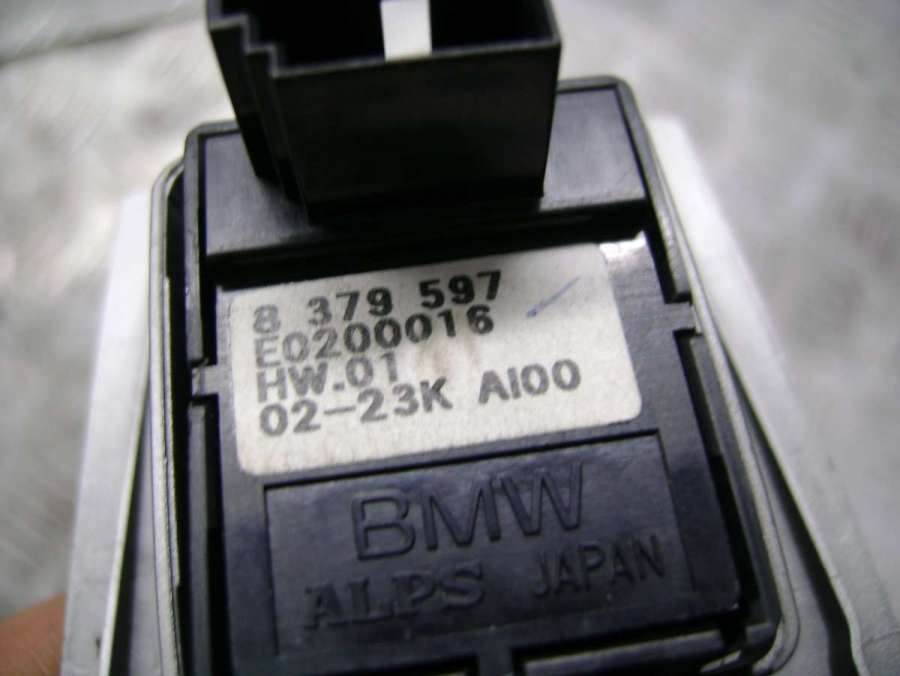 8 379 597
E0200016
HW-01
02-23K AI00
BMW
ALPS JAPAN